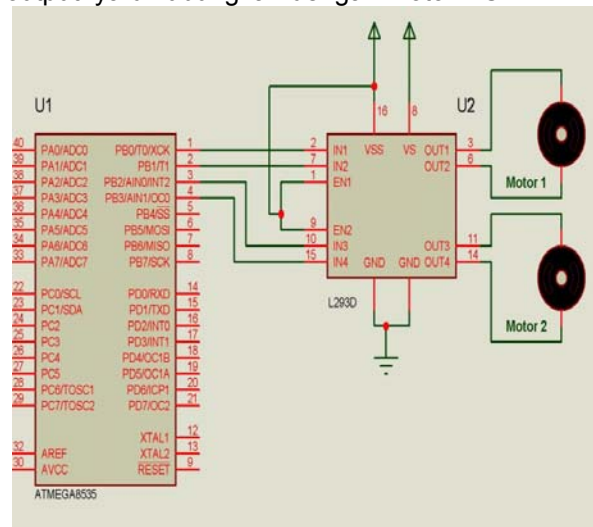 output
U1
40 PA0/ADC0 PB0/T0/XCK 1
39 PA1/ADC1 PB1/T1 2
38 PA2/ADC2 PB2/AIN0/INT2 3
37 PA3/ADC3 PB3/AIN1/OC0 4
36 PA4/ADC4 PB4/SS 5
35 PA5/ADC5 PB5/MOSI 6
34 PA6/ADC6 PB6/MISO 7
33 PA7/ADC7 PB7/SCK 8
22 PC0/SCL PD0/RXD 14
23 PC1/SDA PD1/TXD 15
24 PC2 PD2/INT0 16
25 PC3 PD3/INT1 17
26 PC4 PD4/OC1B 18
27 PC5 PD5/OC1A 19
28 PC6/TOSC1 PD6/ICP1 20
29 PC7/TOSC2 PD7/OC2 21
XTAL1 12
32 AREF XTAL2 13
30 AVCC RESET 9
ATMEGA8535
U2
16 8
VSS VS
2 IN1 OUT1 3
7 IN2 OUT2 6
1 EN1
9 EN2
10 IN3 OUT3 11
15 IN4 GND GND OUT4 14
L293D
Motor 1
Motor 2